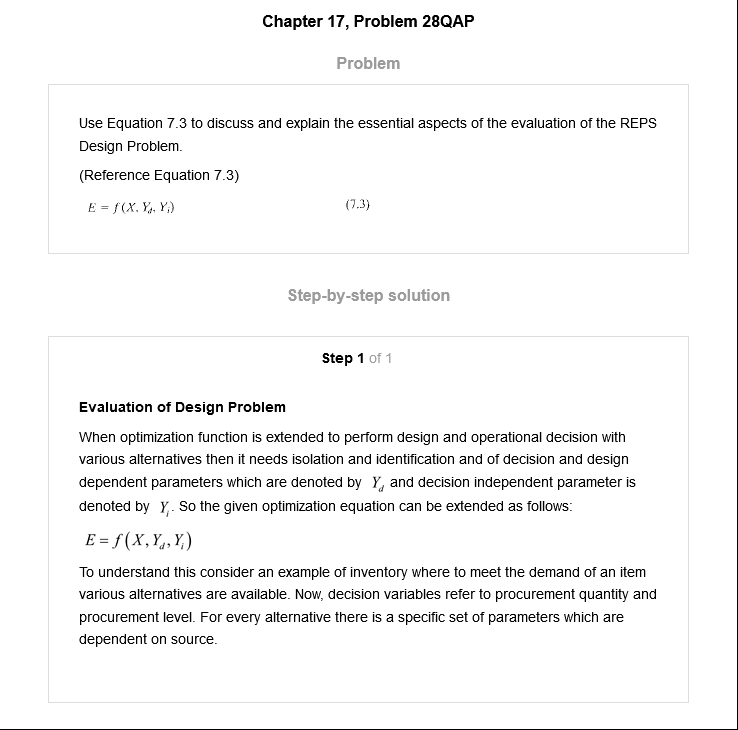 Chapter 17, Problem 28QAP
Problem
Use Equation 7.3 to discuss and explain the essential aspects of the evaluation of the REPS
Design Problem.
(Reference Equation 7.3)
E = f(X, Y_d, Y_i) (7.3)
Step-by-step solution
Step 1 of 1
Evaluation of Design Problem
When optimization function is extended to perform design and operational decision with
various alternatives then it needs isolation and identification and of decision and design
dependent parameters which are denoted by Y_d and decision independent parameter is
denoted by Y_i. So the given optimization equation can be extended as follows:
E = f(X, Y_d, Y_i)
To understand this consider an example of inventory where to meet the demand of an item
various alternatives are available. Now, decision variables refer to procurement quantity and
procurement level. For every alternative there is a specific set of parameters which are
dependent on source.